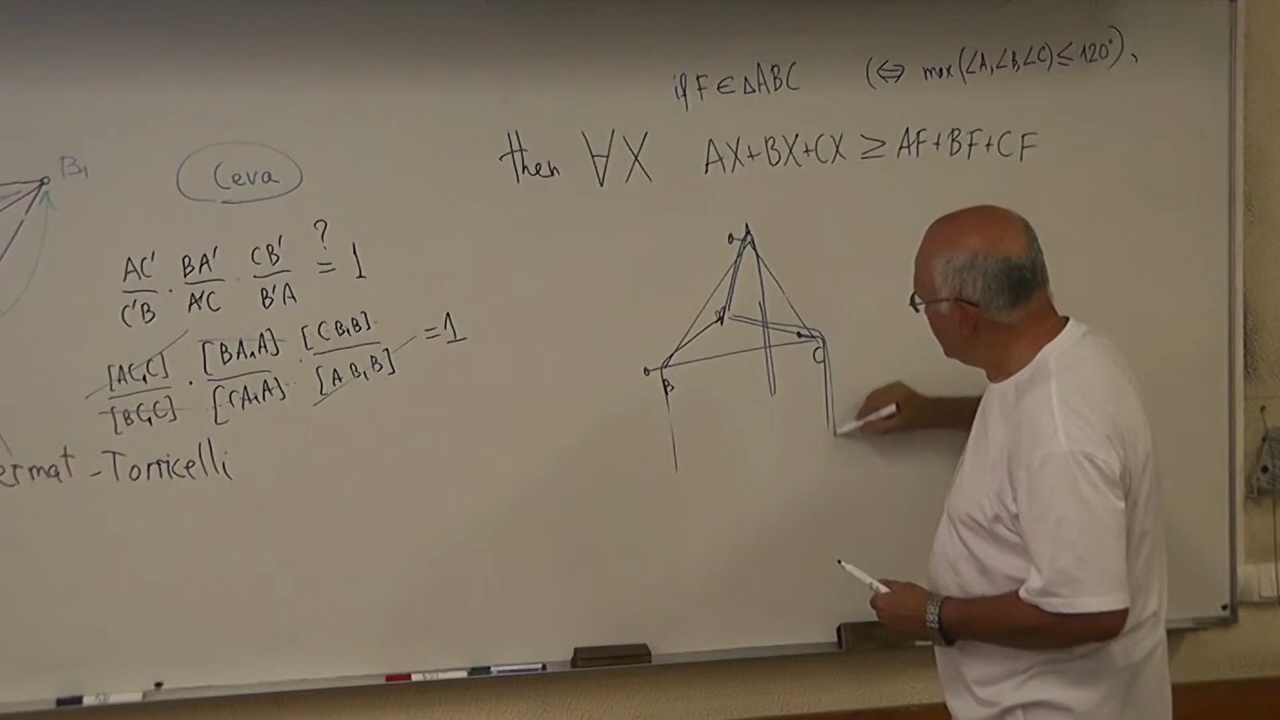 if F ∈ △ABC (⇔ max(∠A,∠B,∠C) ≤ 120°),
then ∀X AX+BX+CX ≥ AF+BF+CF
B₁
Ceva
AC'/C'B · BA'/A'C · CB'/B'A ?= 1
[AC₁C]/[BC₁C] · [BA₁A]/[CA₁A] · [CB₁B]/[AB₁B] = 1
ermat - Torricelli
B
C